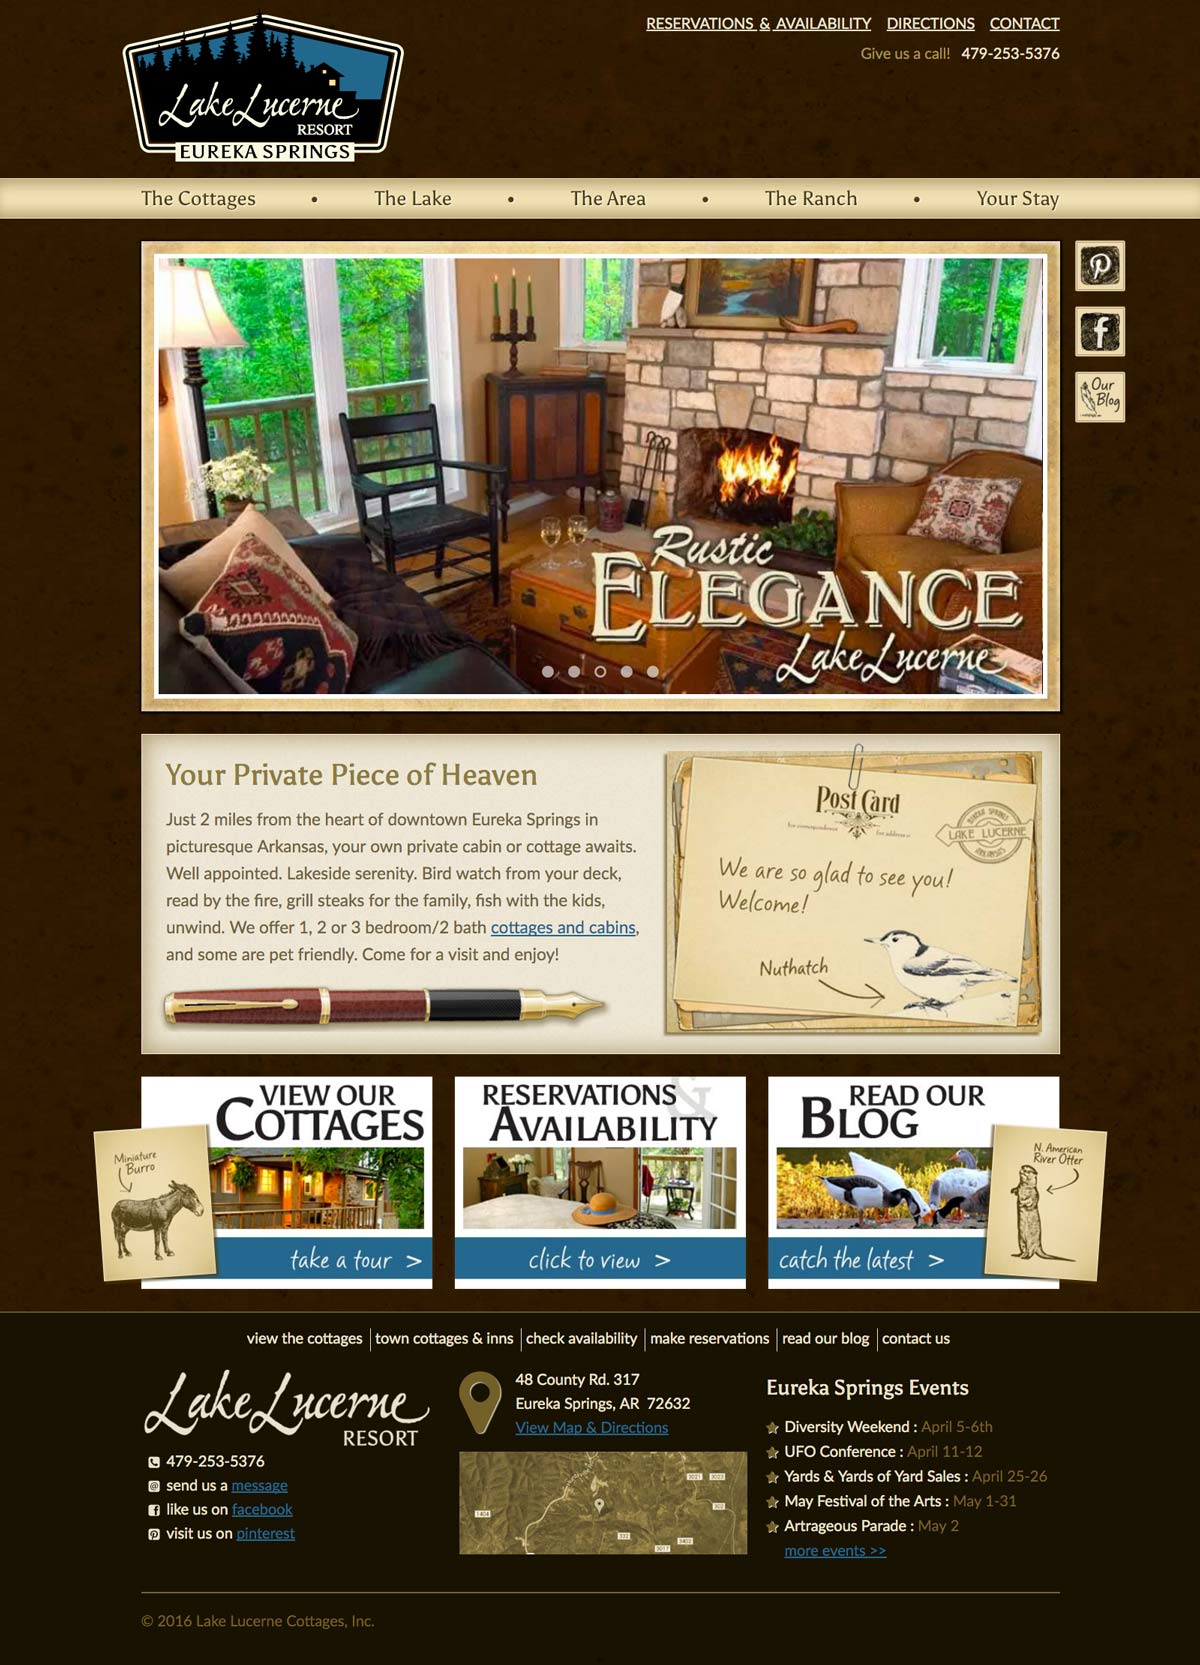 RESERVATIONS & AVAILABILITY DIRECTIONS CONTACT
Give us a call! 479-253-5376
Lake Lucerne
RESORT
EUREKA SPRINGS
The Cottages • The Lake • The Area • The Ranch • Your Stay
Our
Blog
Rustic
ELEGANCE
Lake Lucerne
Your Private Piece of Heaven
Just 2 miles from the heart of downtown Eureka Springs in
picturesque Arkansas, your own private cabin or cottage awaits.
Well appointed. Lakeside serenity. Bird watch from your deck,
read by the fire, grill steaks for the family, fish with the kids,
unwind. We offer 1, 2 or 3 bedroom/2 bath cottages and cabins,
and some are pet friendly. Come for a visit and enjoy!
Post Card
for correspondence for address
EUREKA SPRINGS
LAKE LUCERNE
ARKANSAS
We are so glad to see you!
Welcome!
Nuthatch
VIEW OUR
COTTAGES
Miniature
Burro
take a tour >
RESERVATIONS &
AVAILABILITY
click to view >
READ OUR
BLOG
N. American
River Otter
catch the latest >
view the cottages | town cottages & inns | check availability | make reservations | read our blog | contact us
Lake Lucerne
RESORT
479-253-5376
send us a message
like us on facebook
visit us on pinterest
48 County Rd. 317
Eureka Springs, AR 72632
View Map & Directions
Eureka Springs Events
Diversity Weekend : April 5-6th
UFO Conference : April 11-12
Yards & Yards of Yard Sales : April 25-26
May Festival of the Arts : May 1-31
Artrageous Parade : May 2
more events >>
© 2016 Lake Lucerne Cottages, Inc.